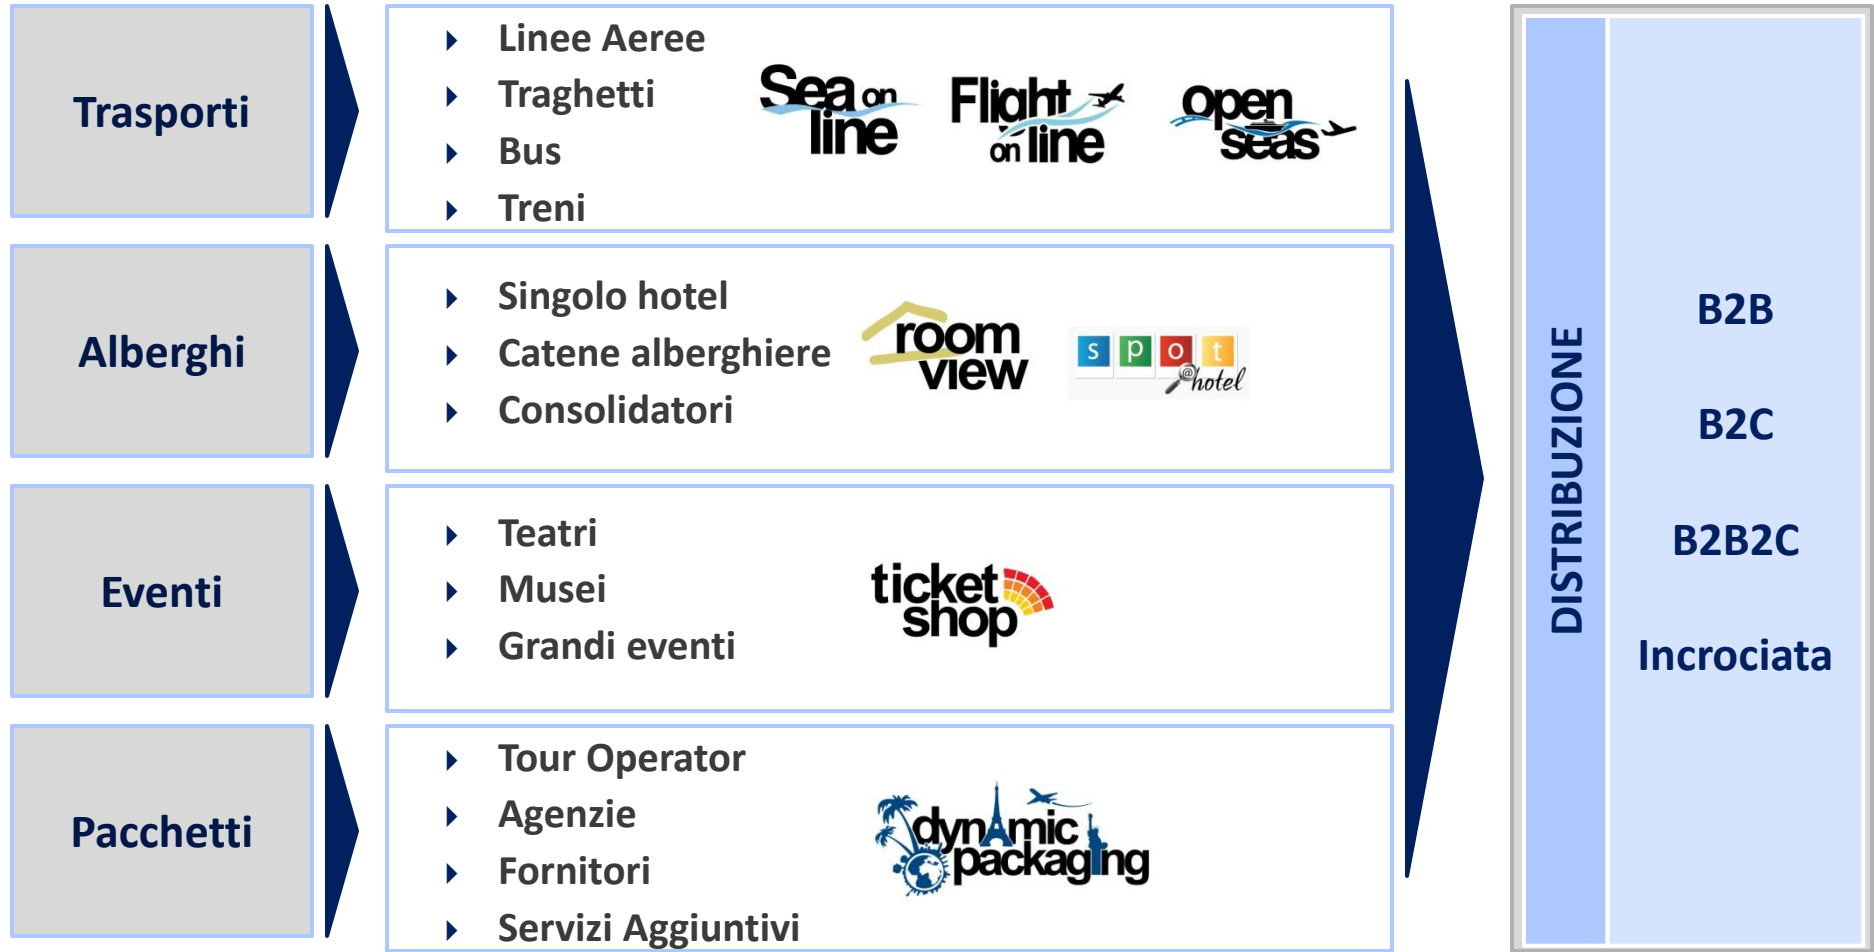 Trasporti
Linee Aeree
Traghetti
Bus
Treni
Sea on
line
Flight
on line
open
seas
Alberghi
Singolo hotel
Catene alberghiere
Consolidatori
room
view
spot
@hotel
Eventi
Teatri
Musei
Grandi eventi
ticket
shop
Pacchetti
Tour Operator
Agenzie
Fornitori
Servizi Aggiuntivi
dynamic
packaging
DISTRIBUZIONE
B2B
B2C
B2B2C
Incrociata